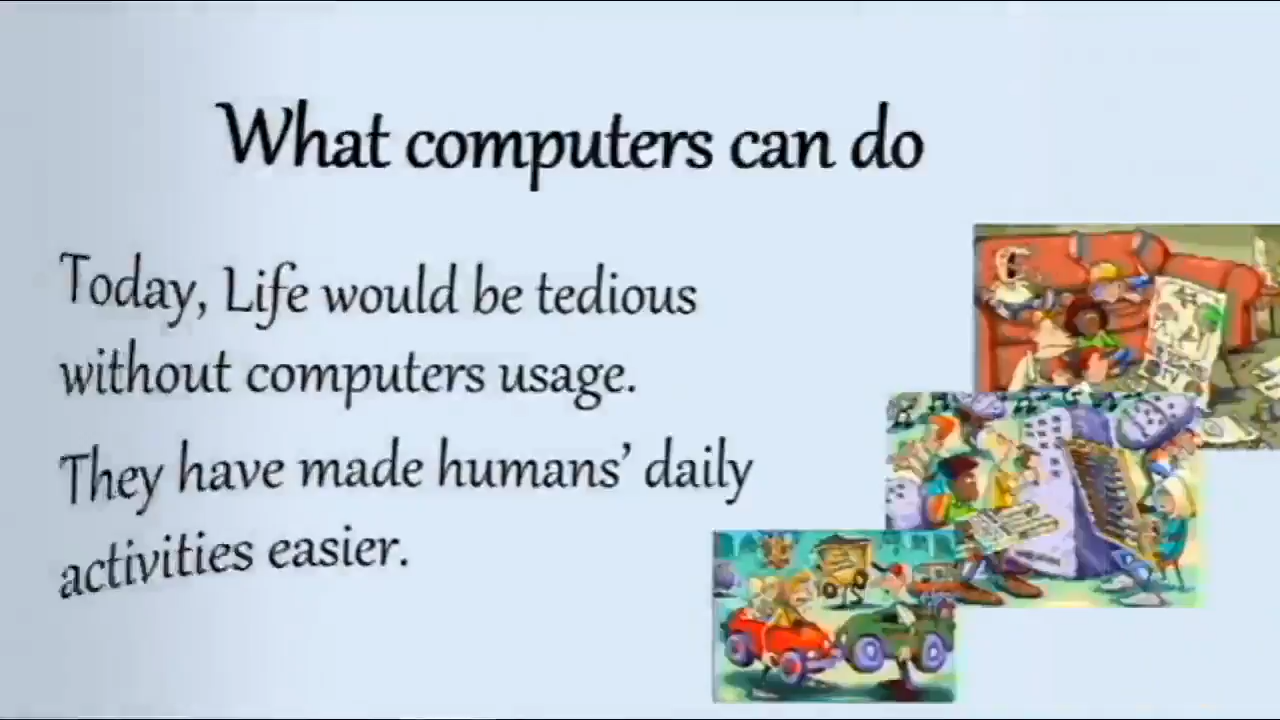 What computers can do
Today, Life would be tedious
without computers usage.
They have made humans’ daily
activities easier.